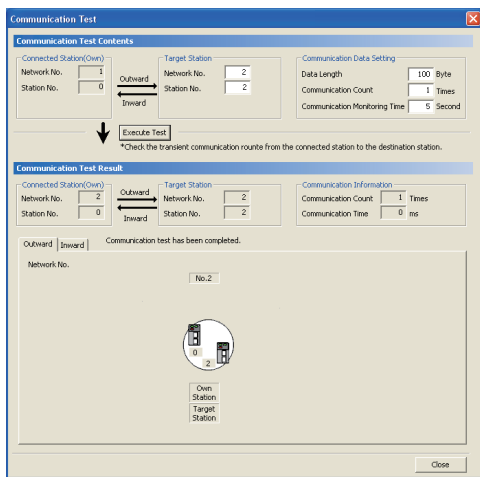 Communication Test
Communication Test Contents
Connected Station(Own) Target Station Communication Data Setting
Network No. 1 Outward Network No. 2 Data Length 100 Byte
Station No. 0 Inward Station No. 2 Communication Count 1 Times
Communication Monitoring Time 5 Second
Execute Test
*Check the transient communication rounte from the connected station to the destination station.
Communication Test Result
Connected Station(Own) Target Station Communication Information
Network No. 2 Outward Network No. 2 Communication Count 1 Times
Station No. 0 Inward Station No. 2 Communication Time 0 ms
Outward Inward Communication test has been completed.
Network No.
No.2
0
2
Own
Station
Target
Station
Close